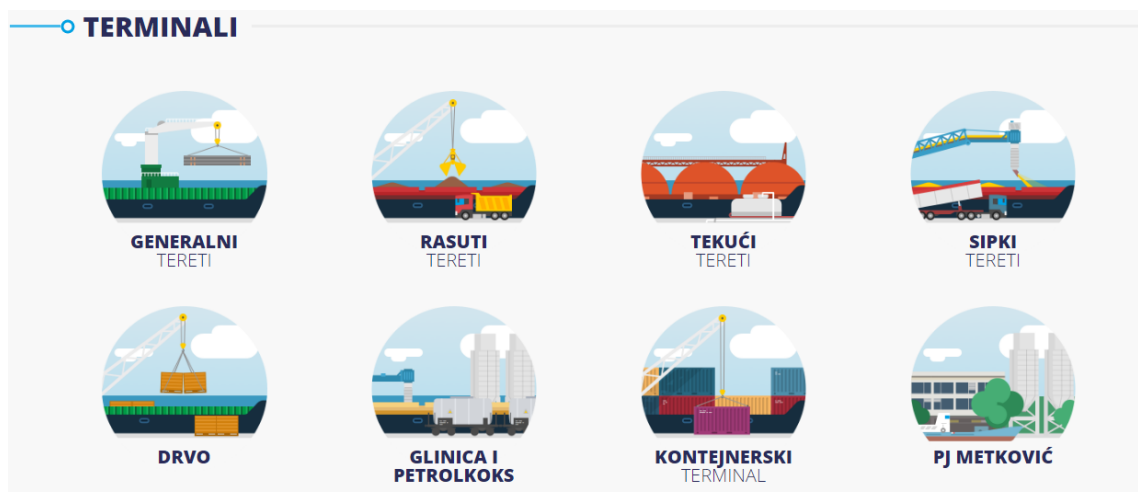 TERMINALI
GENERALNI
TERETI
RASUTI
TERETI
TEKUĆI
TERETI
SIPKI
TERETI
DRVO
GLINICA I
PETROLKOKS
KONTEJNERSKI
TERMINAL
PJ METKOVIĆ